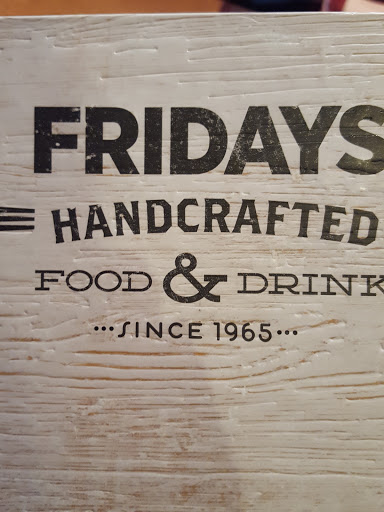 FRIDAYS
HANDCRAFTED
FOOD & DRINK
•••SINCE 1965•••